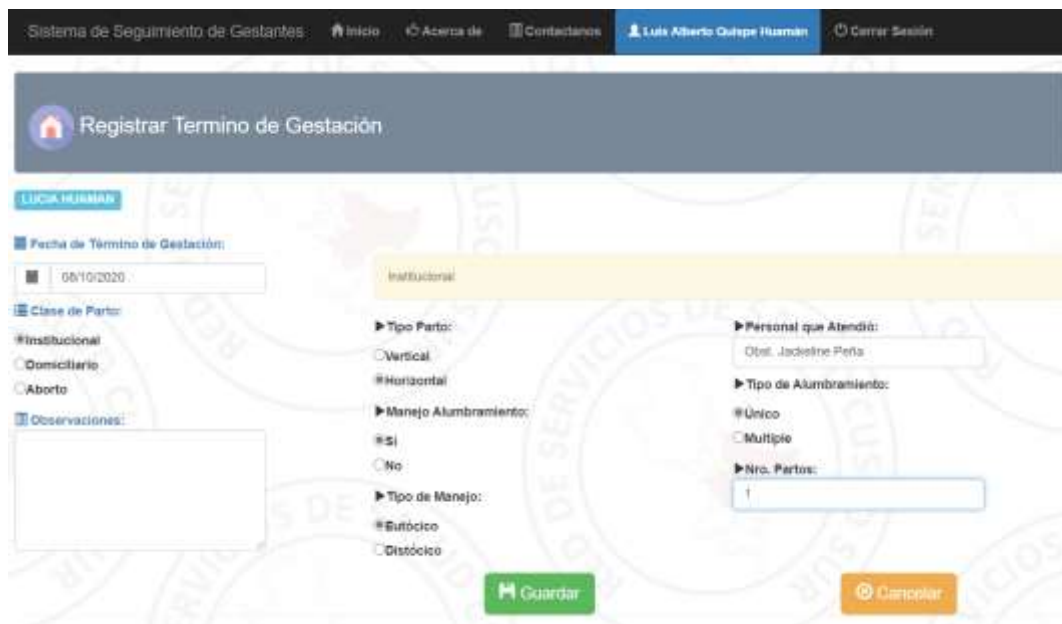 Sistema de Seguimiento de Gestantes Inicio Acerca de Contactanos Luis Alberto Quispe Huamán Cerrar Sesión
Registrar Termino de Gestación
LUCIA HUAMAN
Fecha de Término de Gestación:
08/10/2020
Clase de Parto:
Institucional
Domiciliario
Aborto
Observaciones:
Institucional
Tipo Parto:
Vertical
Horizontal
Manejo Alumbramiento:
Si
No
Tipo de Manejo:
Eutócico
Distócico
Personal que Atendió:
Obst. Jackeline Peña
Tipo de Alumbramiento:
Único
Multiple
Nro. Partos:
1
Guardar
Cancelar